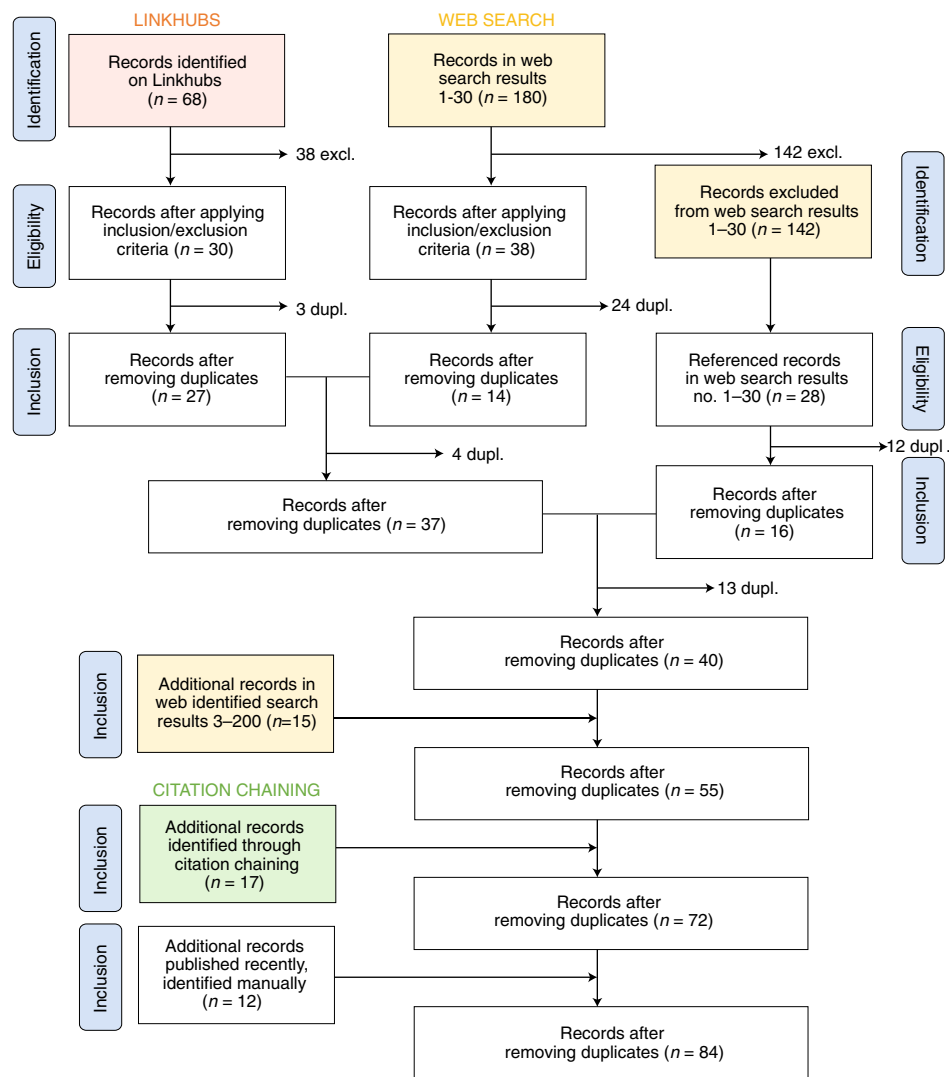 LINKHUBS
WEB SEARCH
Identification
Records identified
on Linkhubs
(n = 68)
Records in web
search results
1-30 (n = 180)
38 excl.
142 excl.
Eligibility
Records after applying
inclusion/exclusion
criteria (n = 30)
Records after applying
inclusion/exclusion
criteria (n = 38)
Records excluded
from web search results
1–30 (n = 142)
Identification
3 dupl.
24 dupl.
Inclusion
Records after
removing duplicates
(n = 27)
Records after
removing duplicates
(n = 14)
Referenced records
in web search results
no. 1–30 (n = 28)
Eligibility
4 dupl.
12 dupl.
Records after
removing duplicates (n = 37)
Records after
removing duplicates
(n = 16)
Inclusion
13 dupl.
Records after
removing duplicates (n = 40)
Inclusion
Additional records in
web identified search
results 3–200 (n=15)
Records after
removing duplicates (n = 55)
CITATION CHAINING
Inclusion
Additional records
identified through
citation chaining
(n = 17)
Records after
removing duplicates (n = 72)
Inclusion
Additional records
published recently,
identified manually
(n = 12)
Records after
removing duplicates (n = 84)